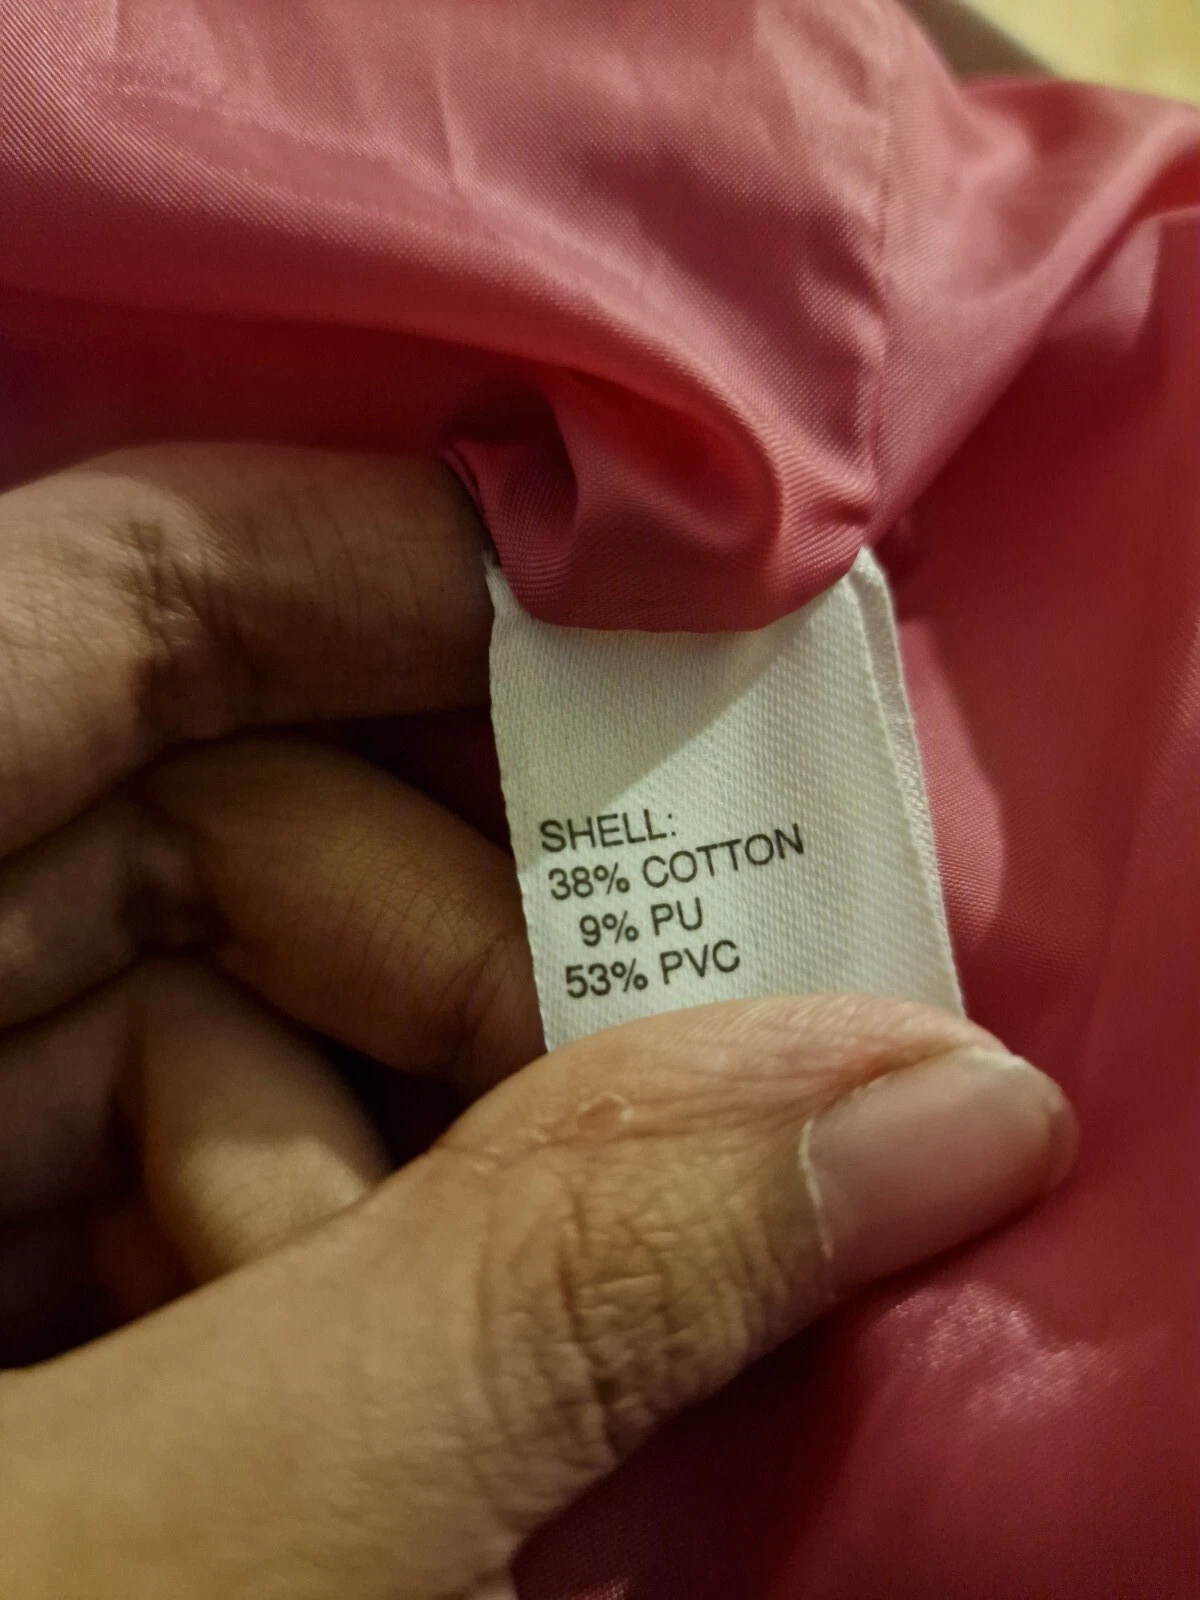 SHELL:
38% COTTON
9% PU
53% PVC